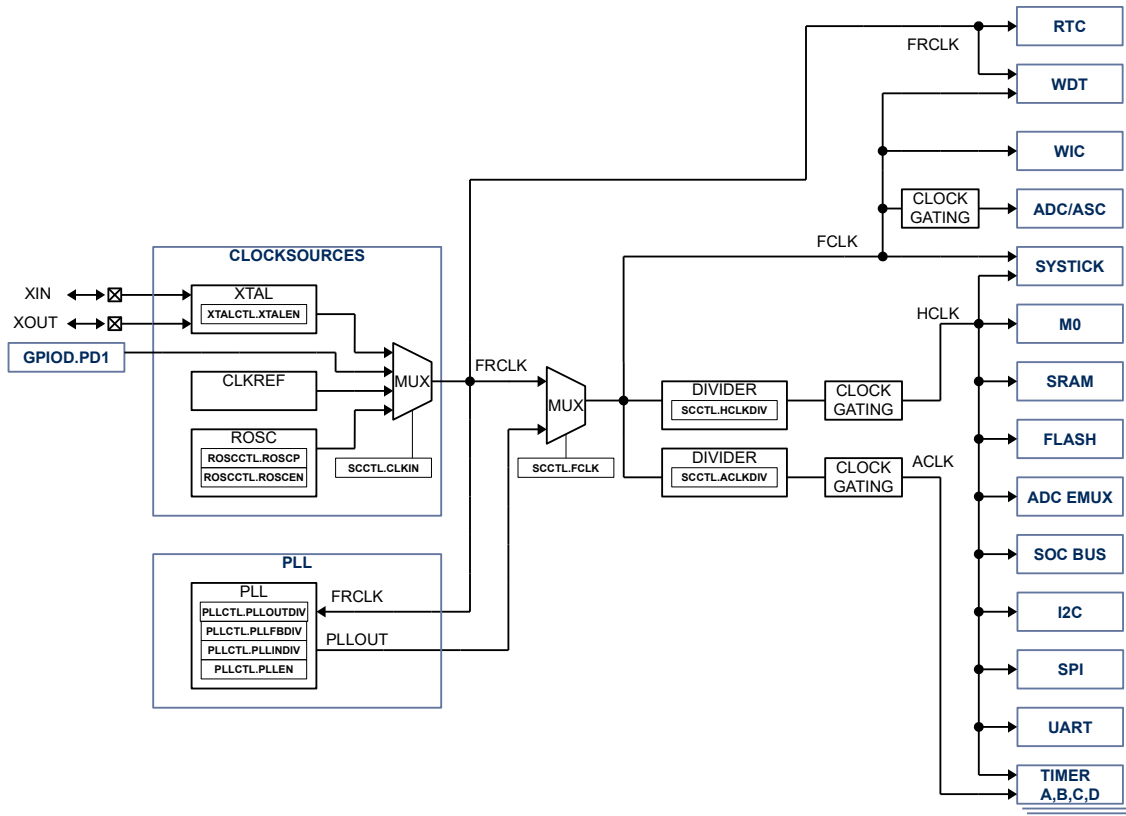 RTC
FRCLK
WDT
WIC
CLOCK
GATING
ADC/ASC
FCLK
SYSTICK
CLOCKSOURCES
XIN
XTAL
XTALCTL.XTALEN
XOUT
HCLK
M0
GPIOD.PD1
FRCLK
CLKREF
MUX
MUX
DIVIDER
SCCTL.HCLKDIV
CLOCK
GATING
SRAM
ROSC
ROSCCTL.ROSCP
ROSCCTL.ROSCEN
SCCTL.CLKIN
SCCTL.FCLK
DIVIDER
SCCTL.ACLKDIV
CLOCK
GATING
ACLK
FLASH
ADC EMUX
SOC BUS
PLL
PLL
PLLCTL.PLLOUTDIV
PLLCTL.PLLFBDIV
PLLCTL.PLLINDIV
PLLCTL.PLLEN
FRCLK
PLLOUT
I2C
SPI
UART
TIMER
A,B,C,D